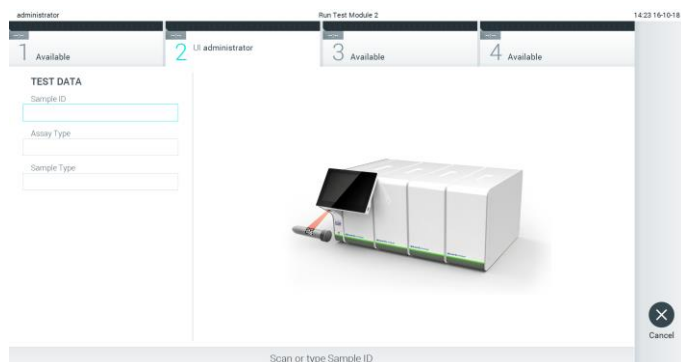 administrator
Run Test Module 2
14:23 16-10-18
1 Available
2 UI administrator
3 Available
4 Available
TEST DATA
Sample ID
Assay Type
Sample Type
Cancel
Scan or type Sample ID